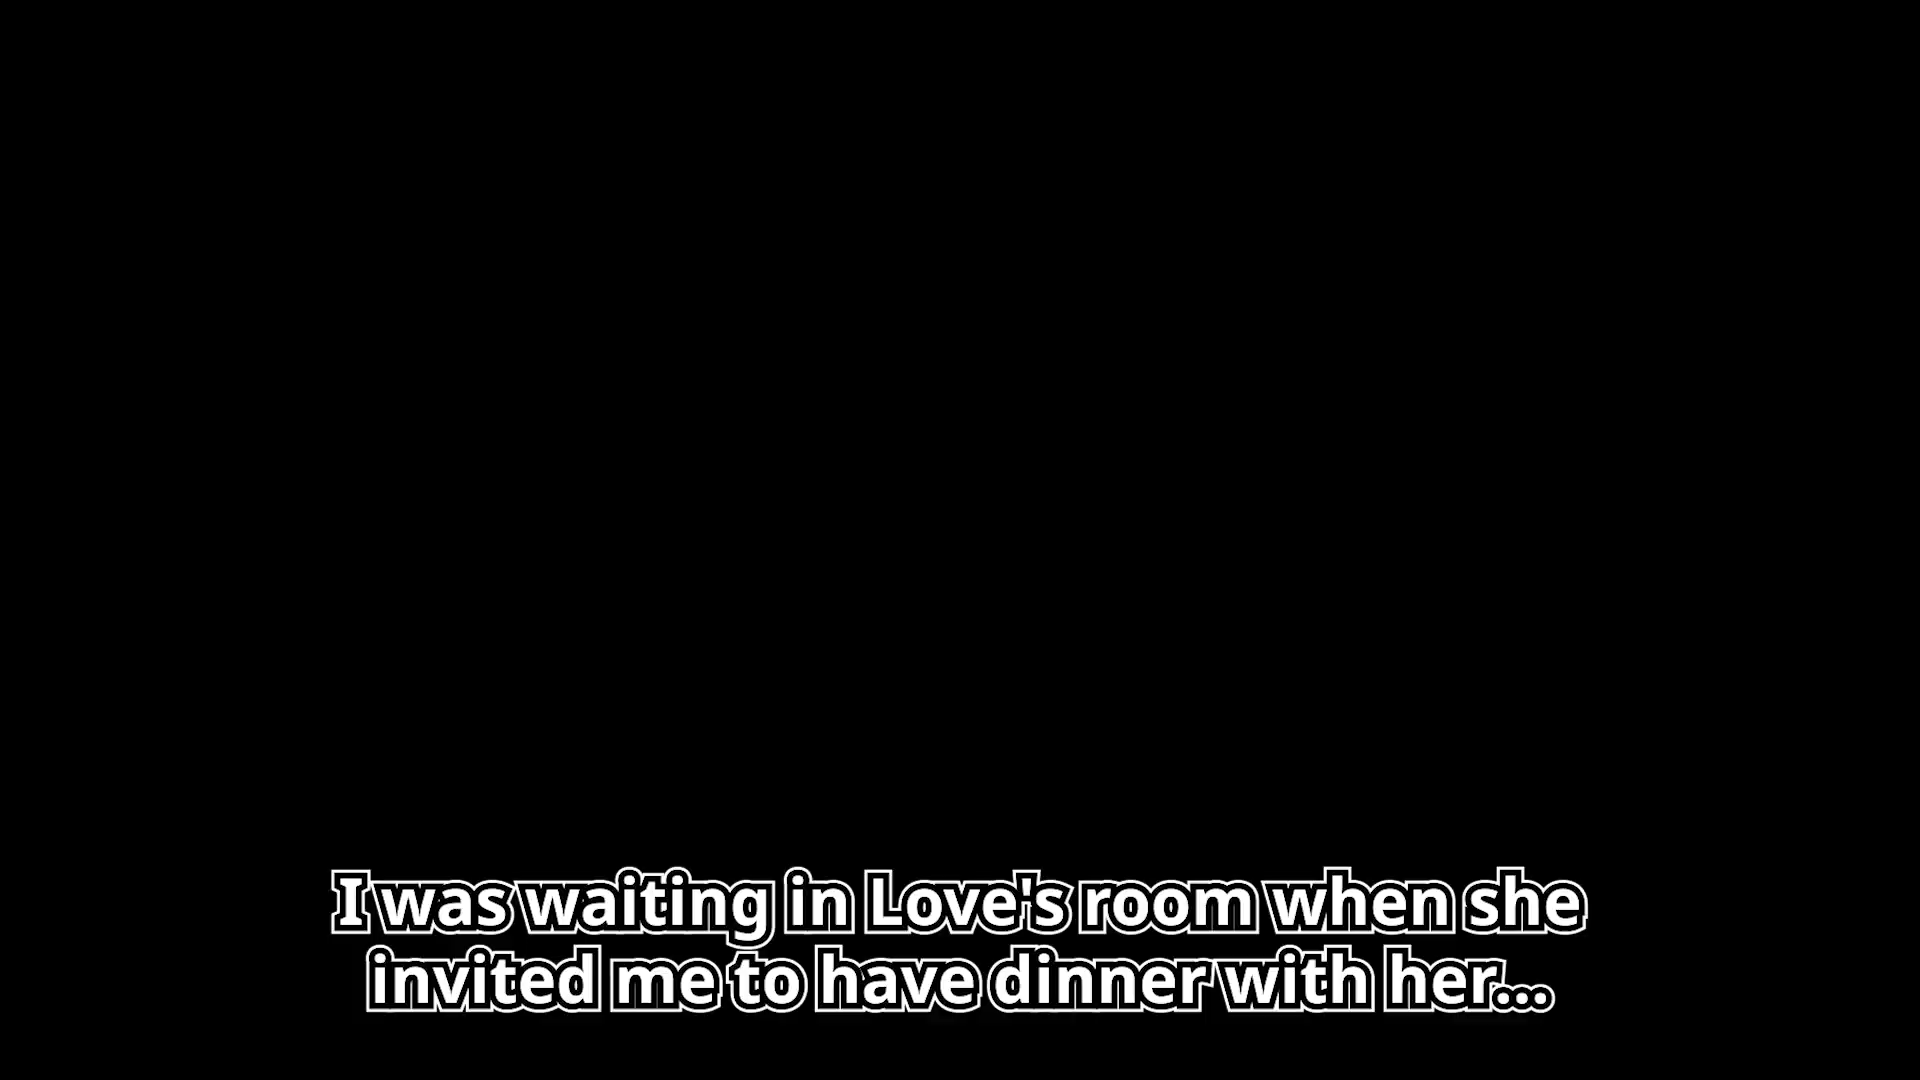 I was waiting in Love's room when she
invited me to have dinner with her...